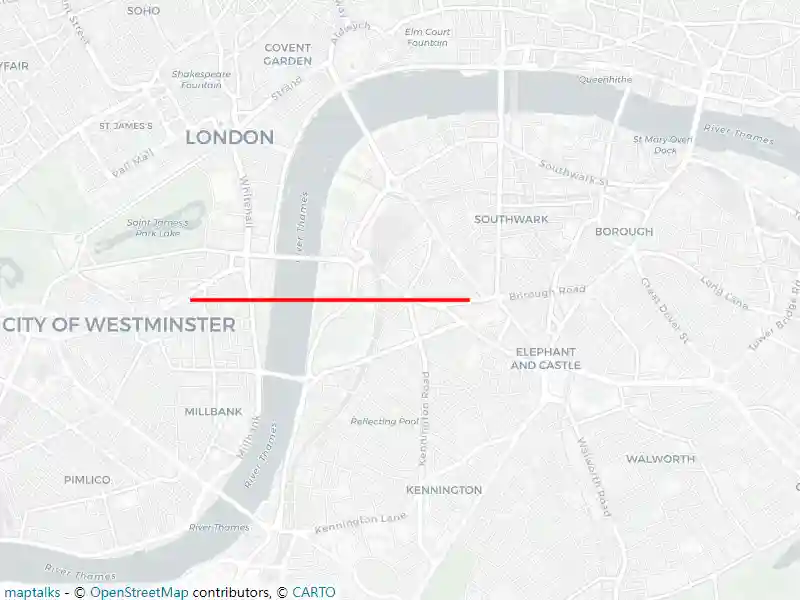 SOHO
COVENT
GARDEN
Aldwych
Elm Court
Fountain
Shakespeare
Fountain
Strand
Queenhithe
ST JAMES'S
LONDON
Pall Mall
River Thames
St Mary Overi
Dock
Southwark St
Whitehall
SOUTHWARK
Saint James's
Park Lake
River Thames
BOROUGH
Borough Road
Long Lane
Great Dover St
Tower Bridge Road
CITY OF WESTMINSTER
ELEPHANT
AND CASTLE
MILLBANK
Millbank
Kennington Road
Reflecting Pool
River Thames
Walworth Road
WALWORTH
PIMLICO
KENNINGTON
River Thames
Kennington Lane
River Thames
maptalks - © OpenStreetMap contributors, © CARTO